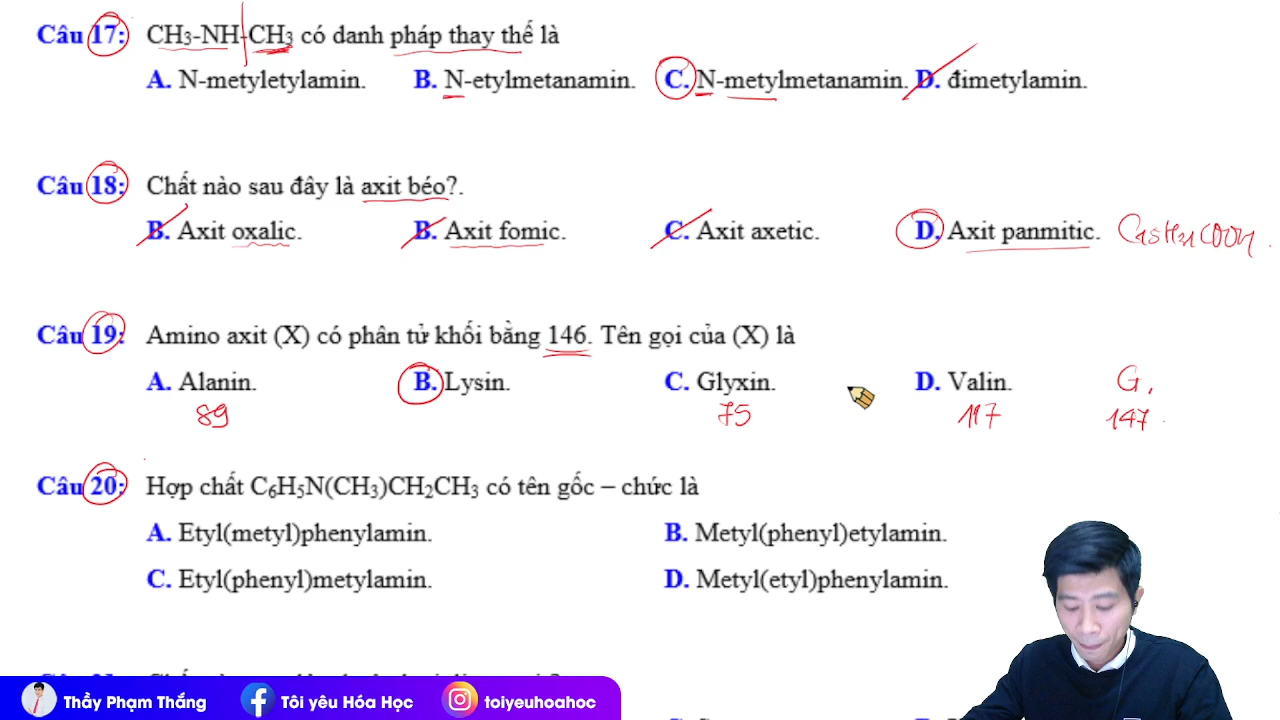 Câu 17: CH3-NH-CH3 có danh pháp thay thế là
A. N-metyletylamin. B. N-etylmetanamin. C. N-metylmetanamin. D. đimetylamin.
Câu 18: Chất nào sau đây là axit béo?.
B. Axit oxalic. B. Axit fomic. C. Axit axetic. D. Axit panmitic. C15H31COOH
Câu 19: Amino axit (X) có phân tử khối bằng 146. Tên gọi của (X) là
A. Alanin. B. Lysin. C. Glyxin. D. Valin. G.
89 75 117 147
Câu 20: Hợp chất C6H5N(CH3)CH2CH3 có tên gốc – chức là
A. Etyl(metyl)phenylamin. B. Metyl(phenyl)etylamin.
C. Etyl(phenyl)metylamin. D. Metyl(etyl)phenylamin.
Thầy Phạm Thắng Tôi yêu Hóa Học toiyeuhoahoc